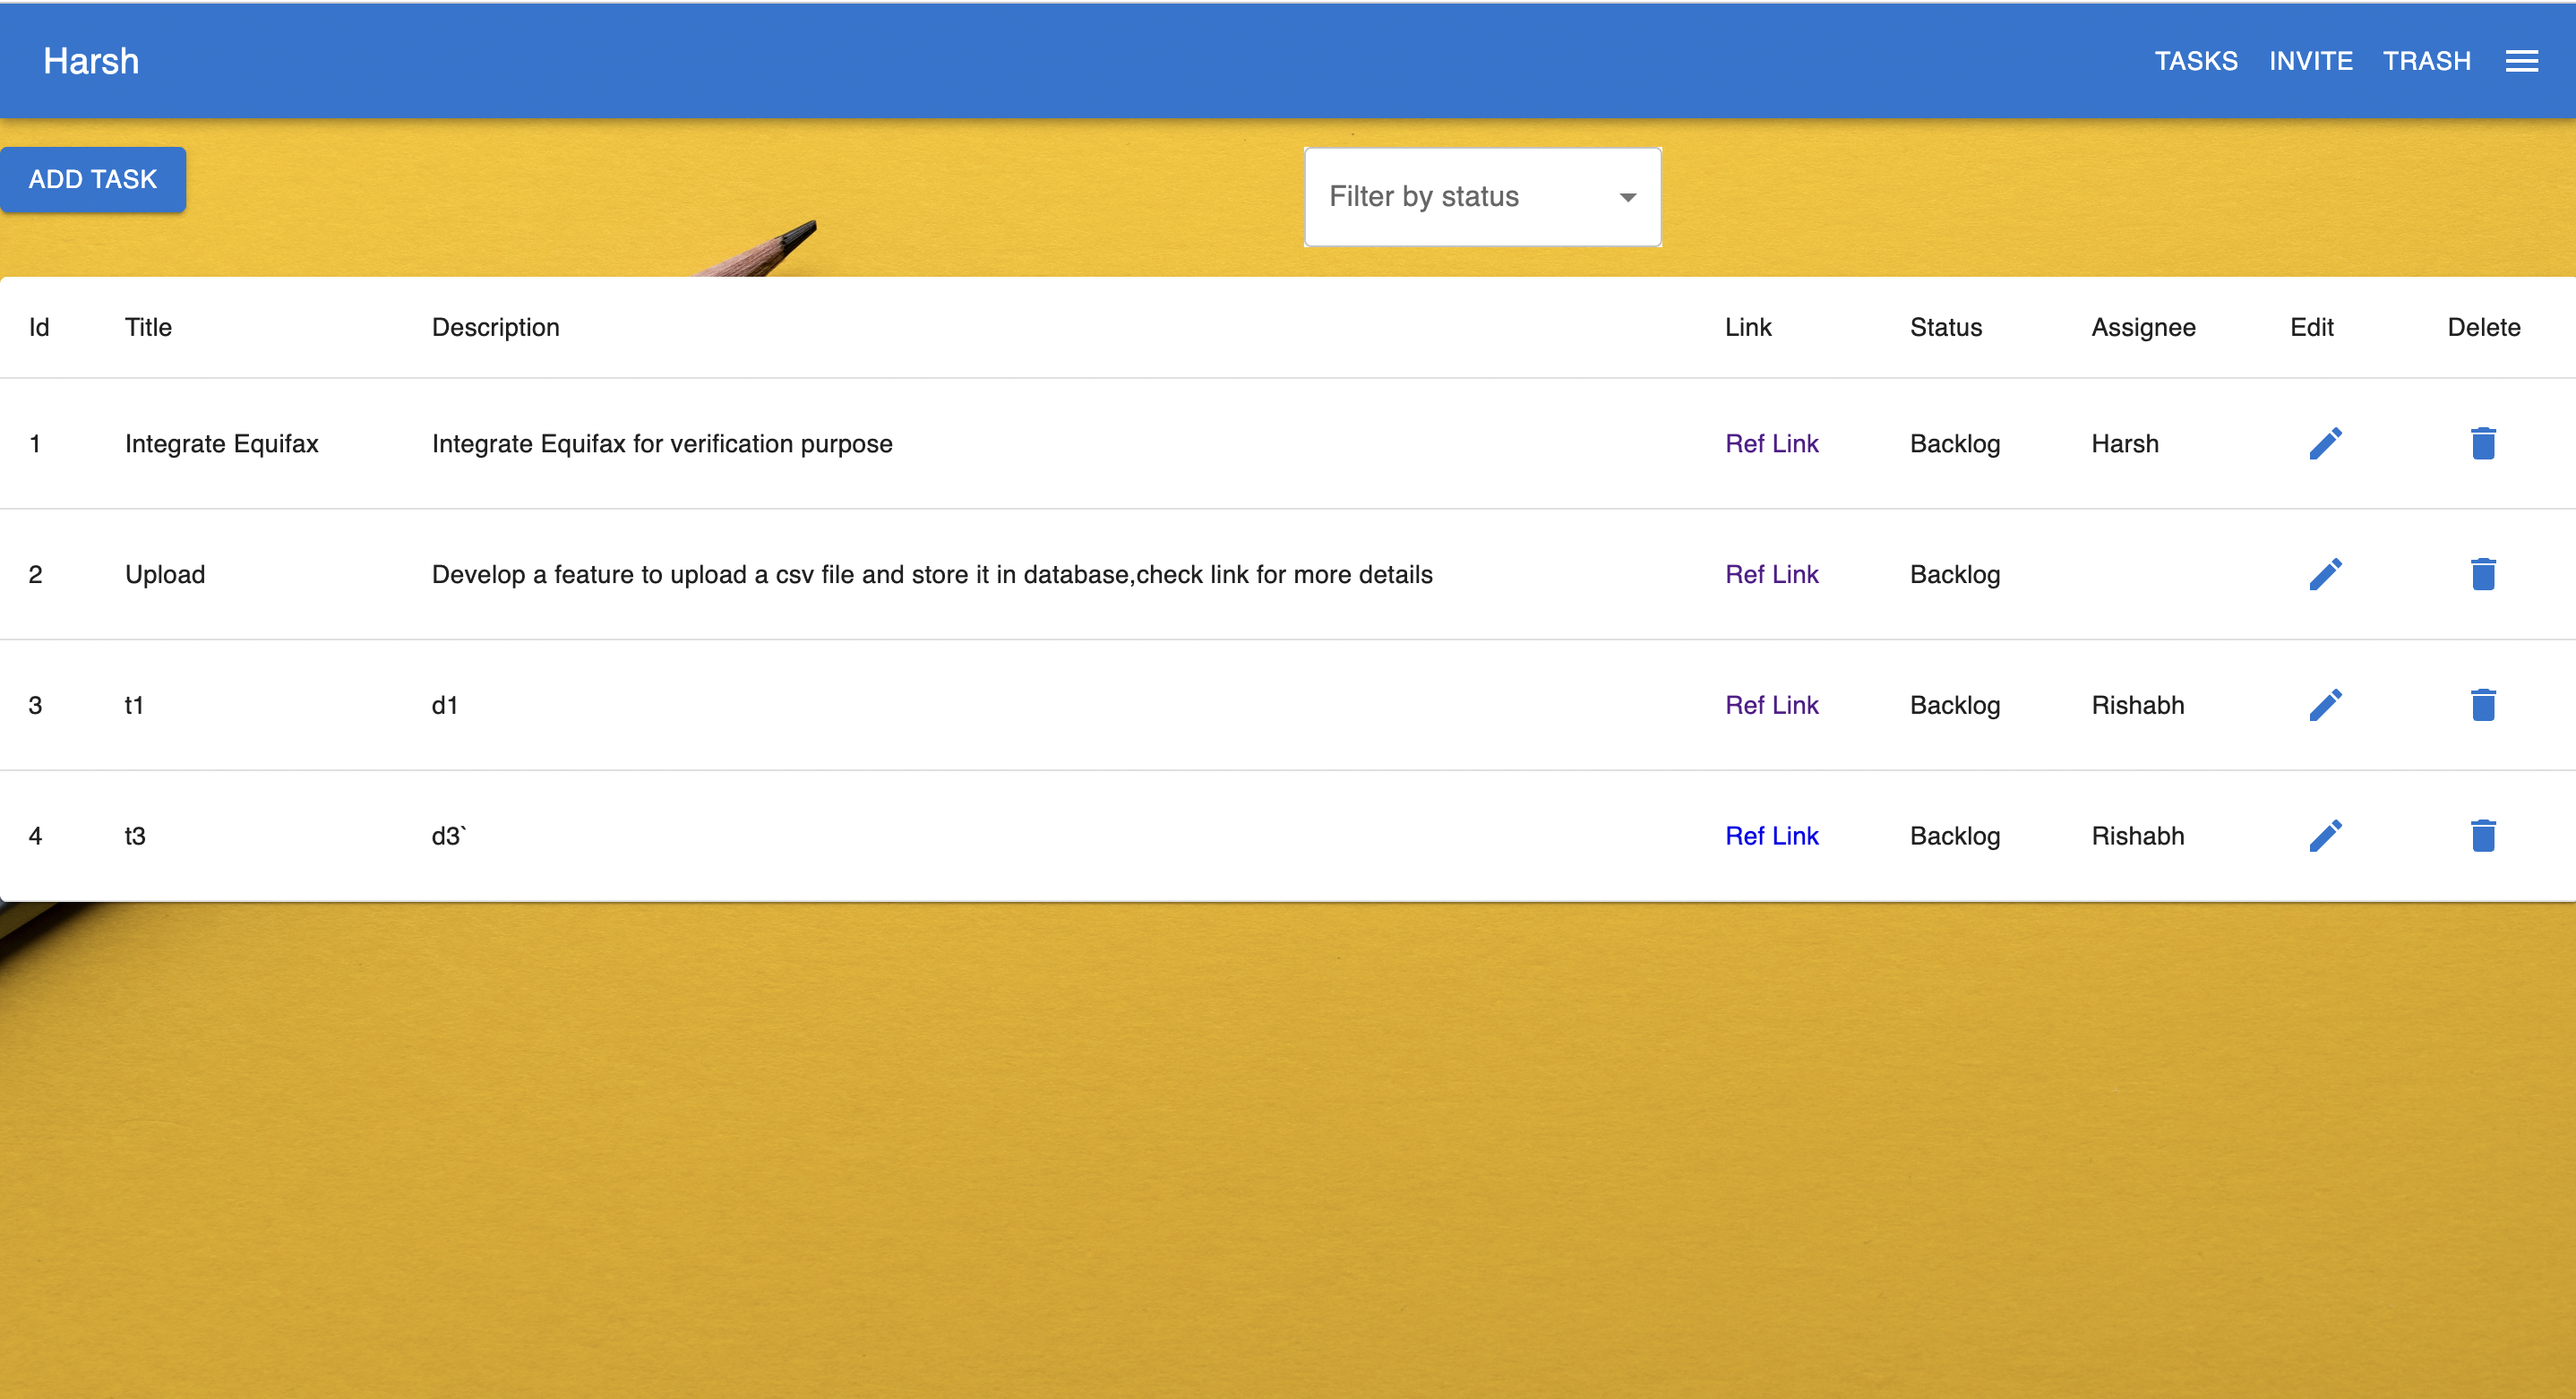 Harsh TASKS INVITE TRASH
ADD TASK Filter by status
Id Title Description Link Status Assignee Edit Delete
1 Integrate Equifax Integrate Equifax for verification purpose Ref Link Backlog Harsh
2 Upload Develop a feature to upload a csv file and store it in database,check link for more details Ref Link Backlog
3 t1 d1 Ref Link Backlog Rishabh
4 t3 d3` Ref Link Backlog Rishabh